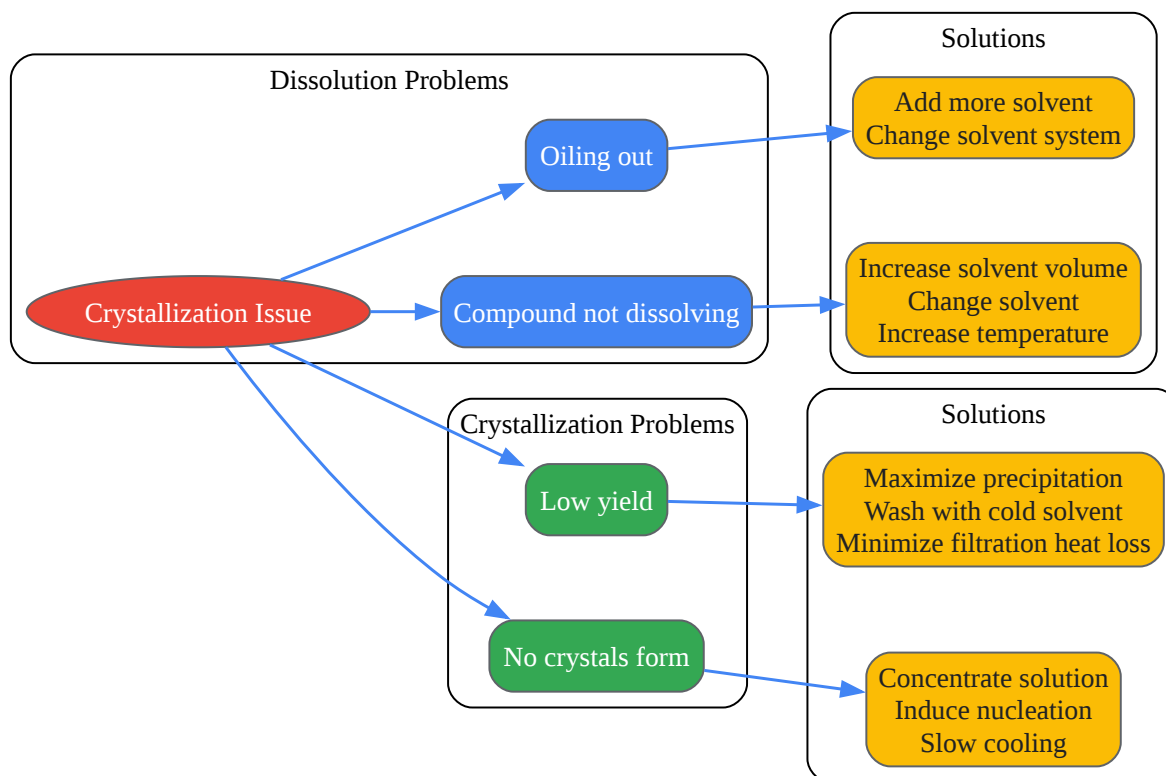 Solutions
Dissolution Problems
Add more solvent
Change solvent system
Oiling out
Increase solvent volume
Change solvent
Increase temperature
Crystallization Issue
Compound not dissolving
Solutions
Crystallization Problems
Maximize precipitation
Wash with cold solvent
Minimize filtration heat loss
Low yield
No crystals form
Concentrate solution
Induce nucleation
Slow cooling